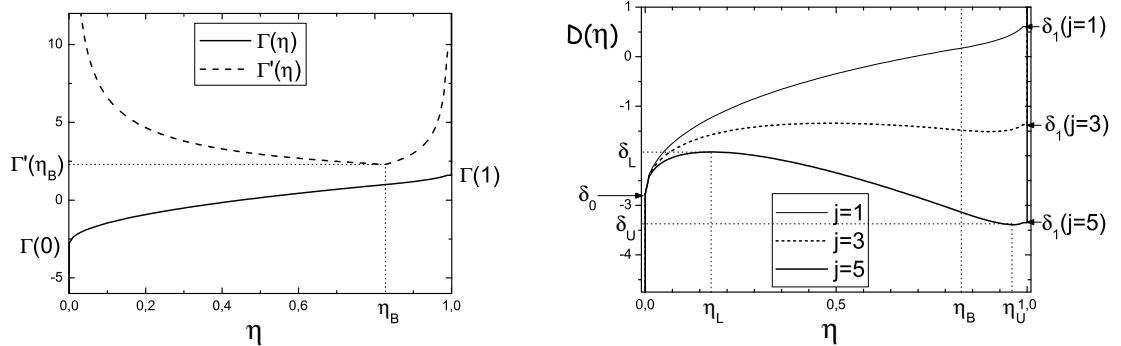 10
5
0
-5
Γ(η)
Γ'(η)
Γ'(η_B)
Γ(0)
Γ(1)
0,0
0,2
0,4
0,6
η_B
1,0
η
D(η)
1
0
-1
δ_L
-3
-4
δ_0
δ_U
j=1
j=3
j=5
δ_1(j=1)
δ_1(j=3)
δ_1(j=5)
0,0
η_L
0,5
η_B
η_U
1,0
η